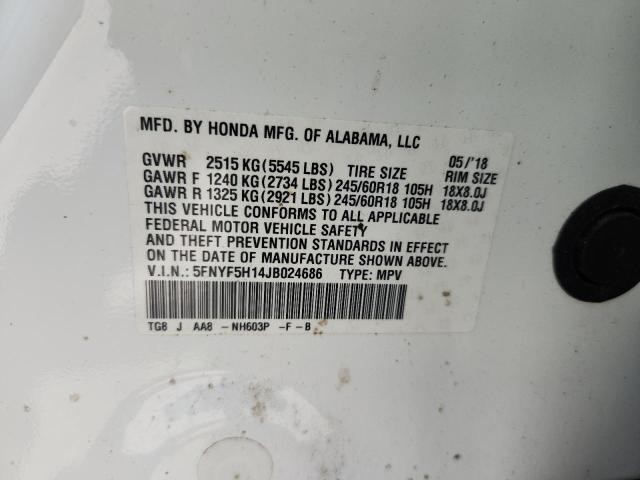 MFD. BY HONDA MFG. OF ALABAMA, LLC 05/'18
GVWR 2515 KG(5545 LBS) TIRE SIZE RIM SIZE
GAWR F 1240 KG(2734 LBS)245/60R18 105H 18X8.0J
GAWR R 1325 KG(2921 LBS)245/60R18 105H 18X8.0J
THIS VEHICLE CONFORMS TO ALL APPLICABLE
FEDERAL MOTOR VEHICLE SAFETY
AND THEFT PREVENTION STANDARDS IN EFFECT
ON THE DATE OF MANUFACTURE SHOWN ABOVE.
V.I.N.: 5FNYF5H14JB024686 TYPE: MPV
TG8 J AA8 -NH603P -F-B